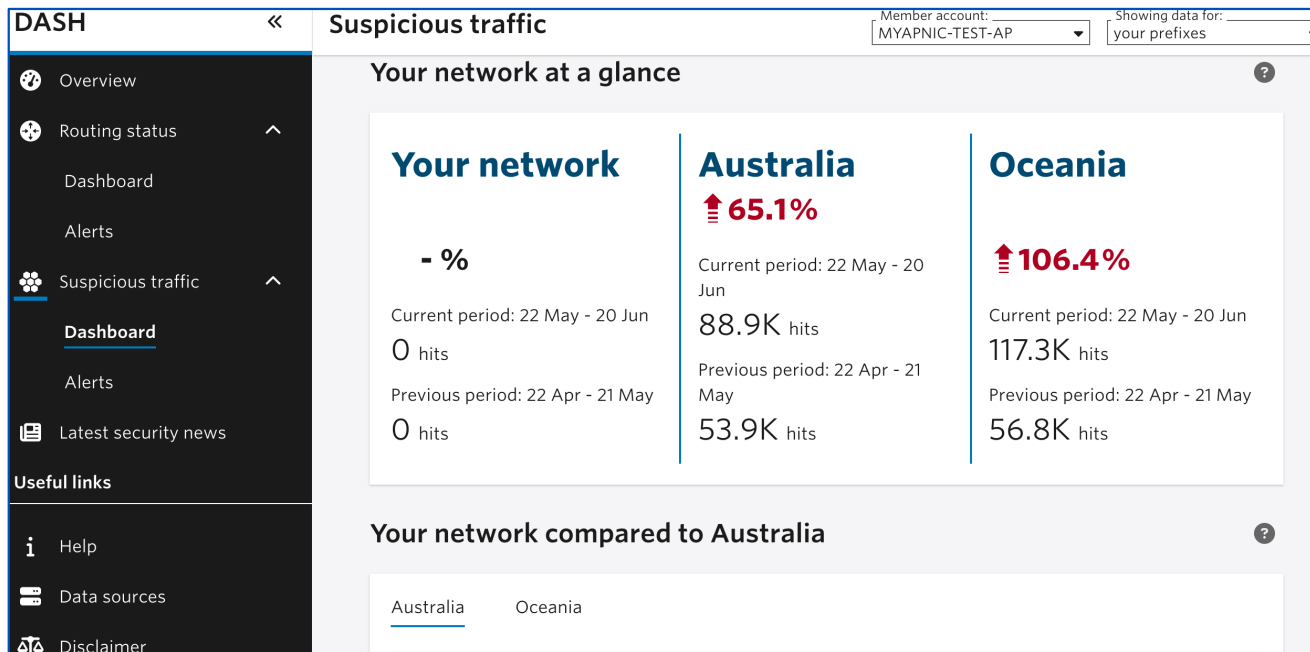 DASH
Overview
Routing status
Dashboard
Alerts
Suspicious traffic
Dashboard
Alerts
Latest security news
Useful links
Help
Data sources
Disclaimer
Suspicious traffic
Member account:
MYAPNIC-TEST-AP
Showing data for:
your prefixes
Your network at a glance
?
Your network
- %
Current period: 22 May - 20 Jun
0 hits
Previous period: 22 Apr - 21 May
0 hits
Australia
65.1%
Current period: 22 May - 20
Jun
88.9K hits
Previous period: 22 Apr - 21
May
53.9K hits
Oceania
106.4%
Current period: 22 May - 20 Jun
117.3K hits
Previous period: 22 Apr - 21 May
56.8K hits
Your network compared to Australia
?
Australia
Oceania